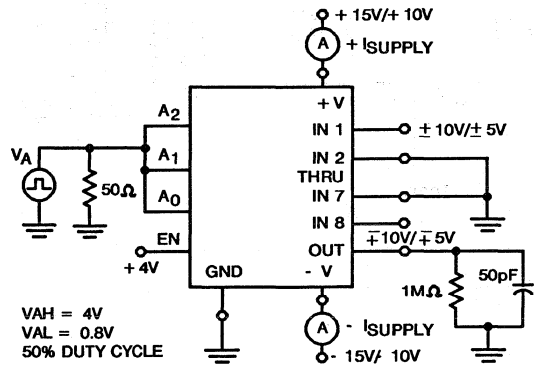 + 15V/+ 10V
A
+ ISUPPLY
+ V
A2
IN 1
± 10V/± 5V
VA
A1
IN 2
THRU
50Ω
A0
IN 7
IN 8
EN
OUT
∓10V/∓5V
+ 4V
GND
- V
1MΩ
50pF
VAH = 4V
VAL = 0.8V
50% DUTY CYCLE
A
- ISUPPLY
- 15V/- 10V